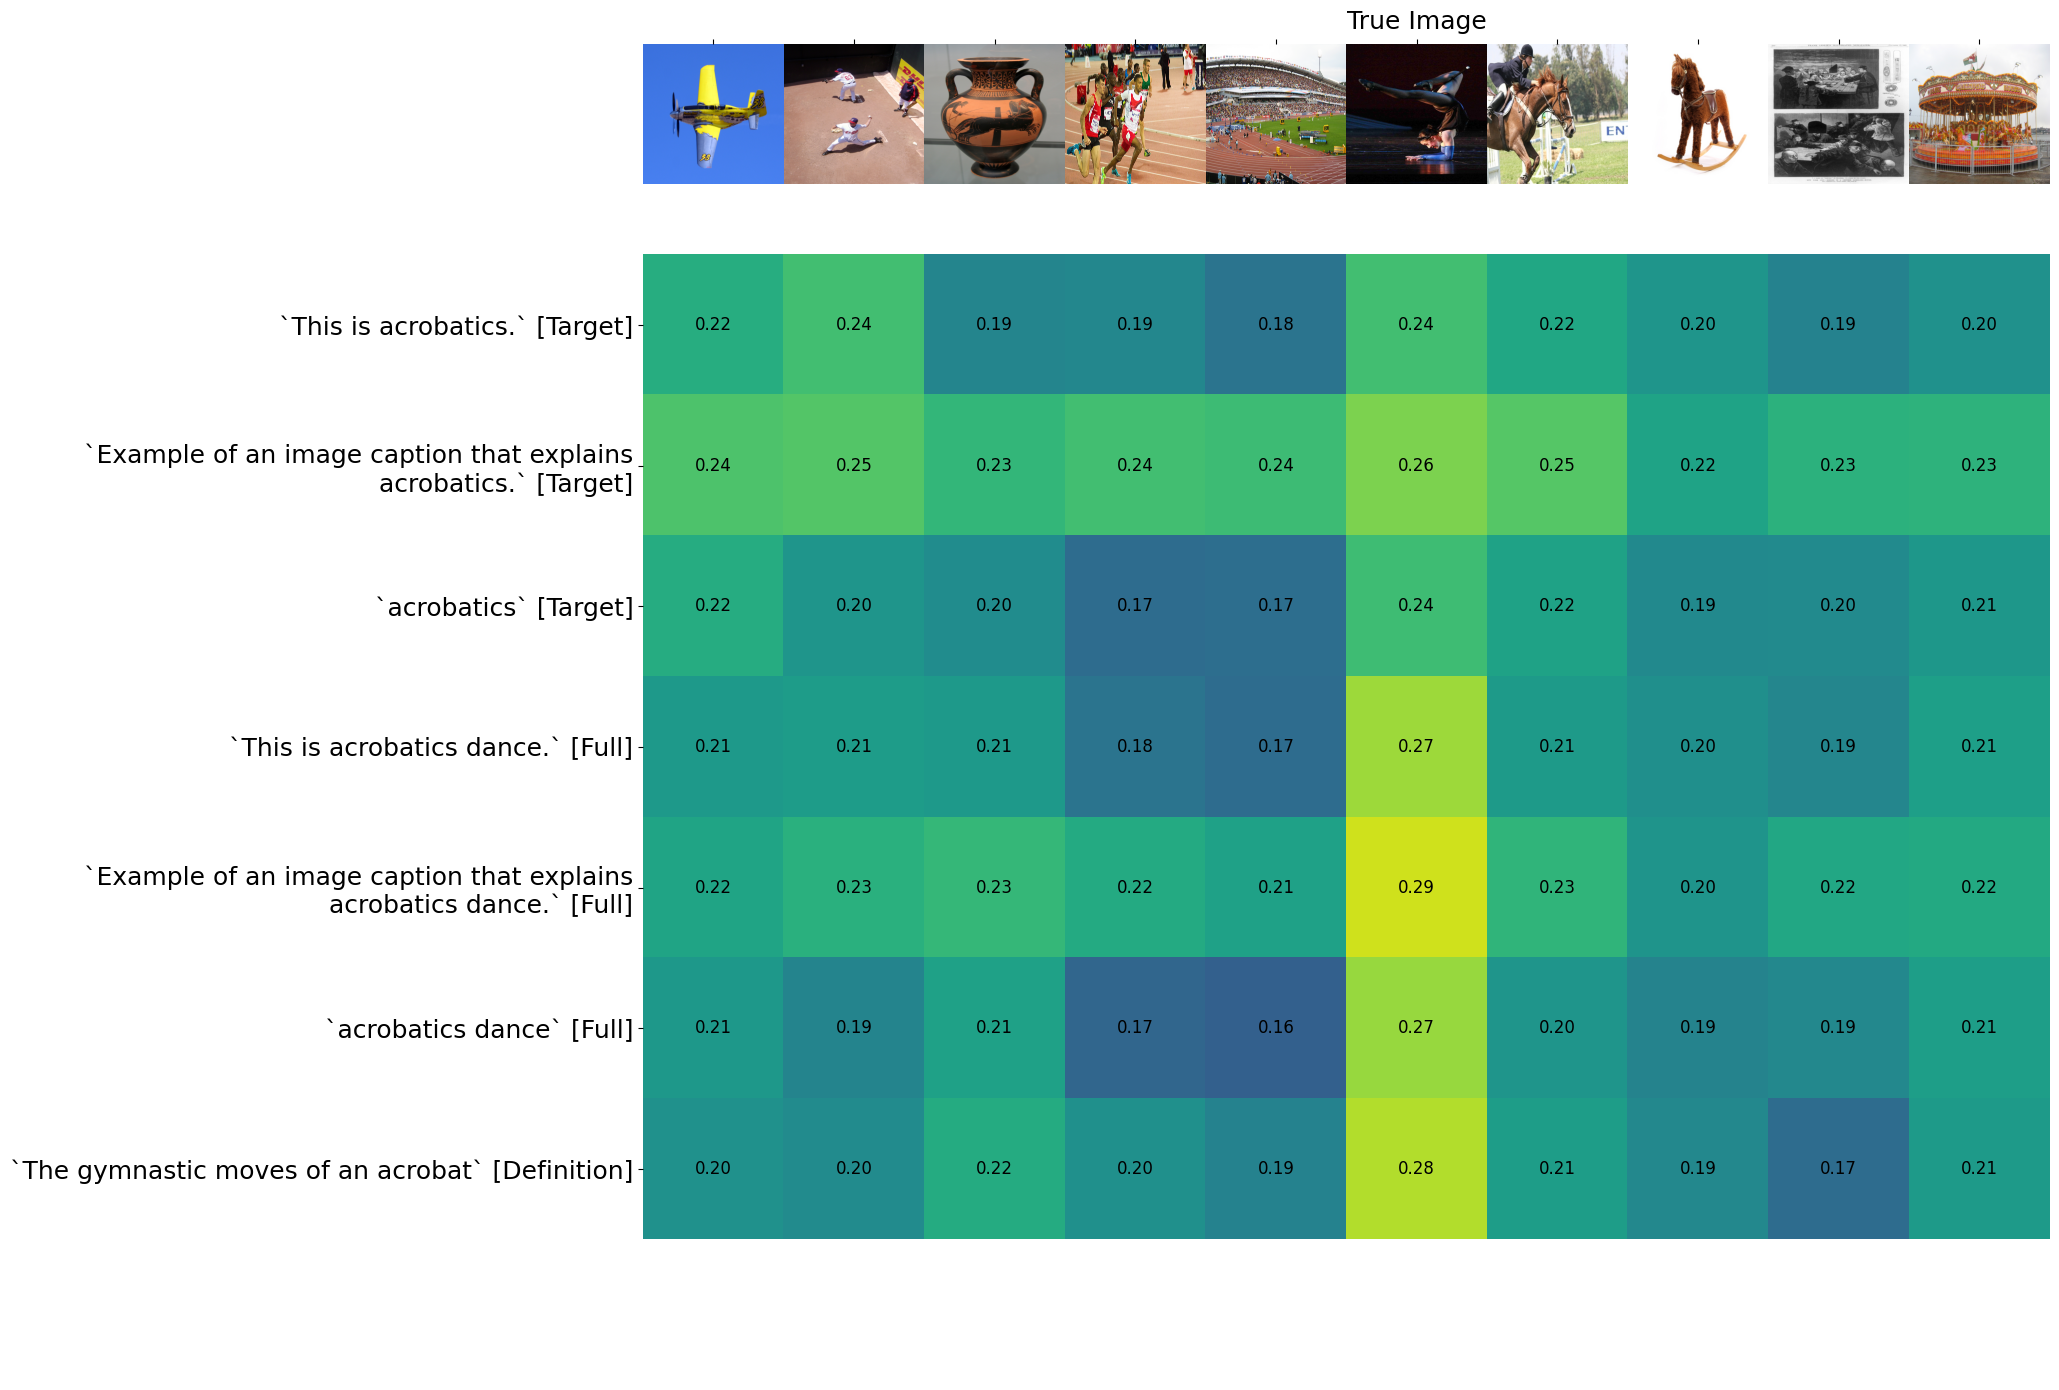 True Image
DHL
ENT
`This is acrobatics.` [Target]
0.22 0.24 0.19 0.19 0.18 0.24 0.22 0.20 0.19 0.20
`Example of an image caption that explains
acrobatics.` [Target]
0.24 0.25 0.23 0.24 0.24 0.26 0.25 0.22 0.23 0.23
`acrobatics` [Target]
0.22 0.20 0.20 0.17 0.17 0.24 0.22 0.19 0.20 0.21
`This is acrobatics dance.` [Full]
0.21 0.21 0.21 0.18 0.17 0.27 0.21 0.20 0.19 0.21
`Example of an image caption that explains
acrobatics dance.` [Full]
0.22 0.23 0.23 0.22 0.21 0.29 0.23 0.20 0.22 0.22
`acrobatics dance` [Full]
0.21 0.19 0.21 0.17 0.16 0.27 0.20 0.19 0.19 0.21
`The gymnastic moves of an acrobat` [Definition]
0.20 0.20 0.22 0.20 0.19 0.28 0.21 0.19 0.17 0.21